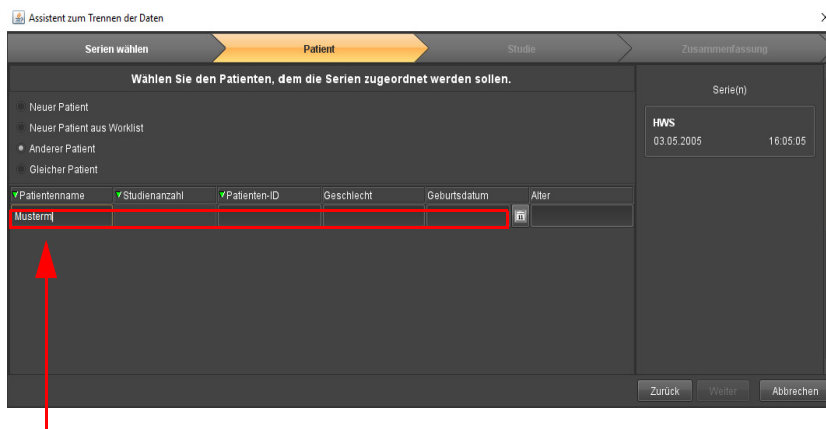 Assistent zum Trennen der Daten
Serien wählen Patient Studie Zusammenfassung
Wählen Sie den Patienten, dem die Serien zugeordnet werden sollen.
Serie(n)
Neuer Patient
Neuer Patient aus Worklist
Anderer Patient
Gleicher Patient
HWS
03.05.2005 16:05:05
Patientenname Studienanzahl Patienten-ID Geschlecht Geburtsdatum Alter
Musterm
Zurück Weiter Abbrechen